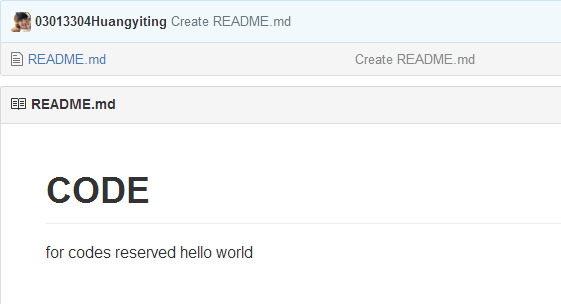 03013304Huangyiting Create README.md
README.md Create README.md
README.md
CODE
for codes reserved hello world